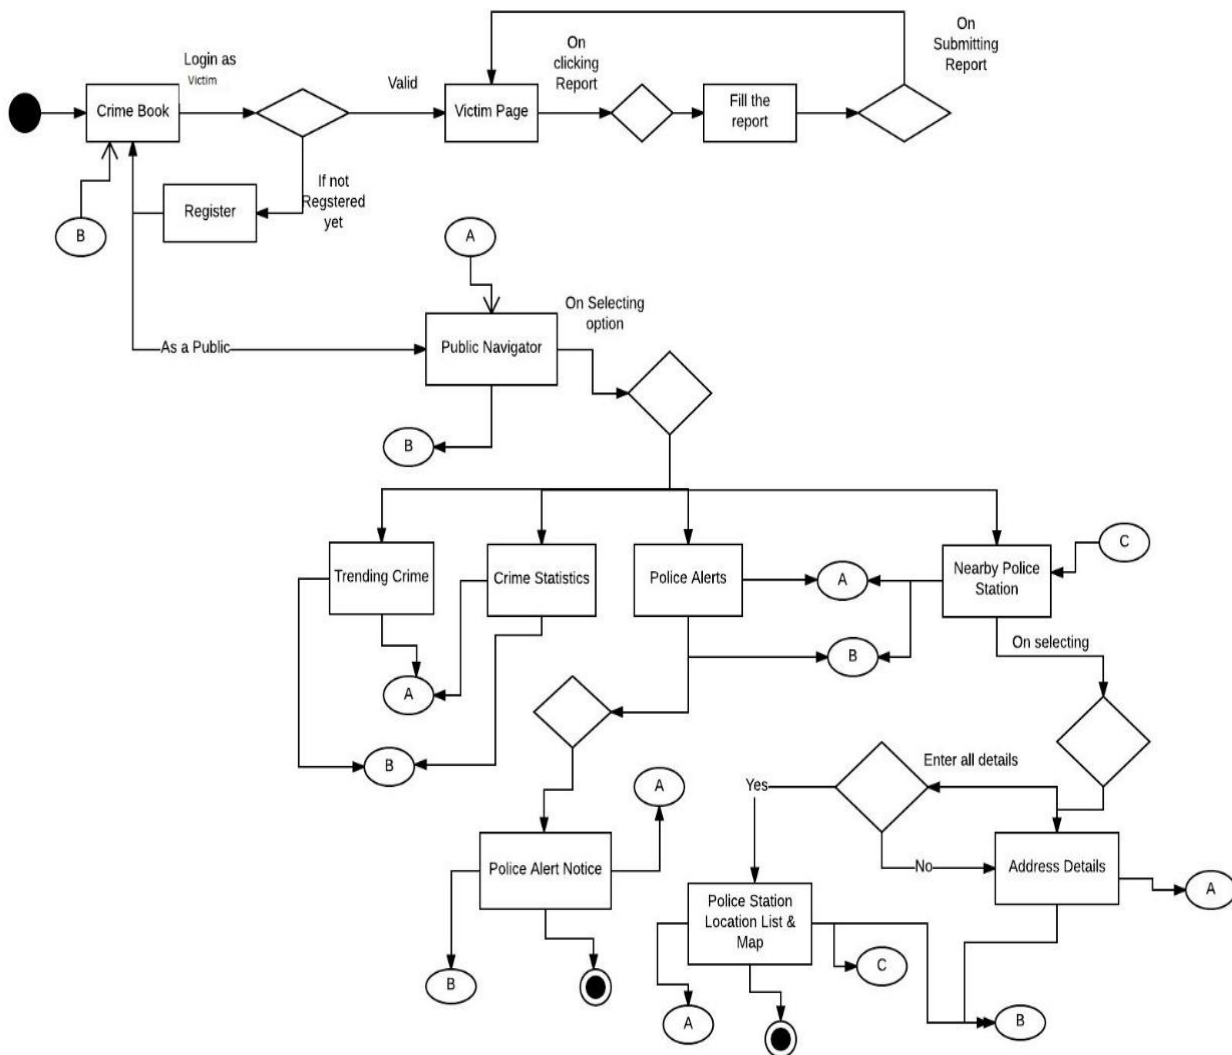 On
Submitting
Report
On
clicking
Report
Login as
Victim
Valid
Crime Book
Victim Page
Fill the
report
If not
Regstered
yet
Register
B
A
On Selecting
option
As a Public
Public Navigator
B
C
Trending Crime
Crime Statistics
Police Alerts
A
Nearby Police
Station
On selecting
B
A
B
Enter all details
A
Yes
Police Alert Notice
No
Address Details
A
Police Station
Location List &
Map
B
C
A
B